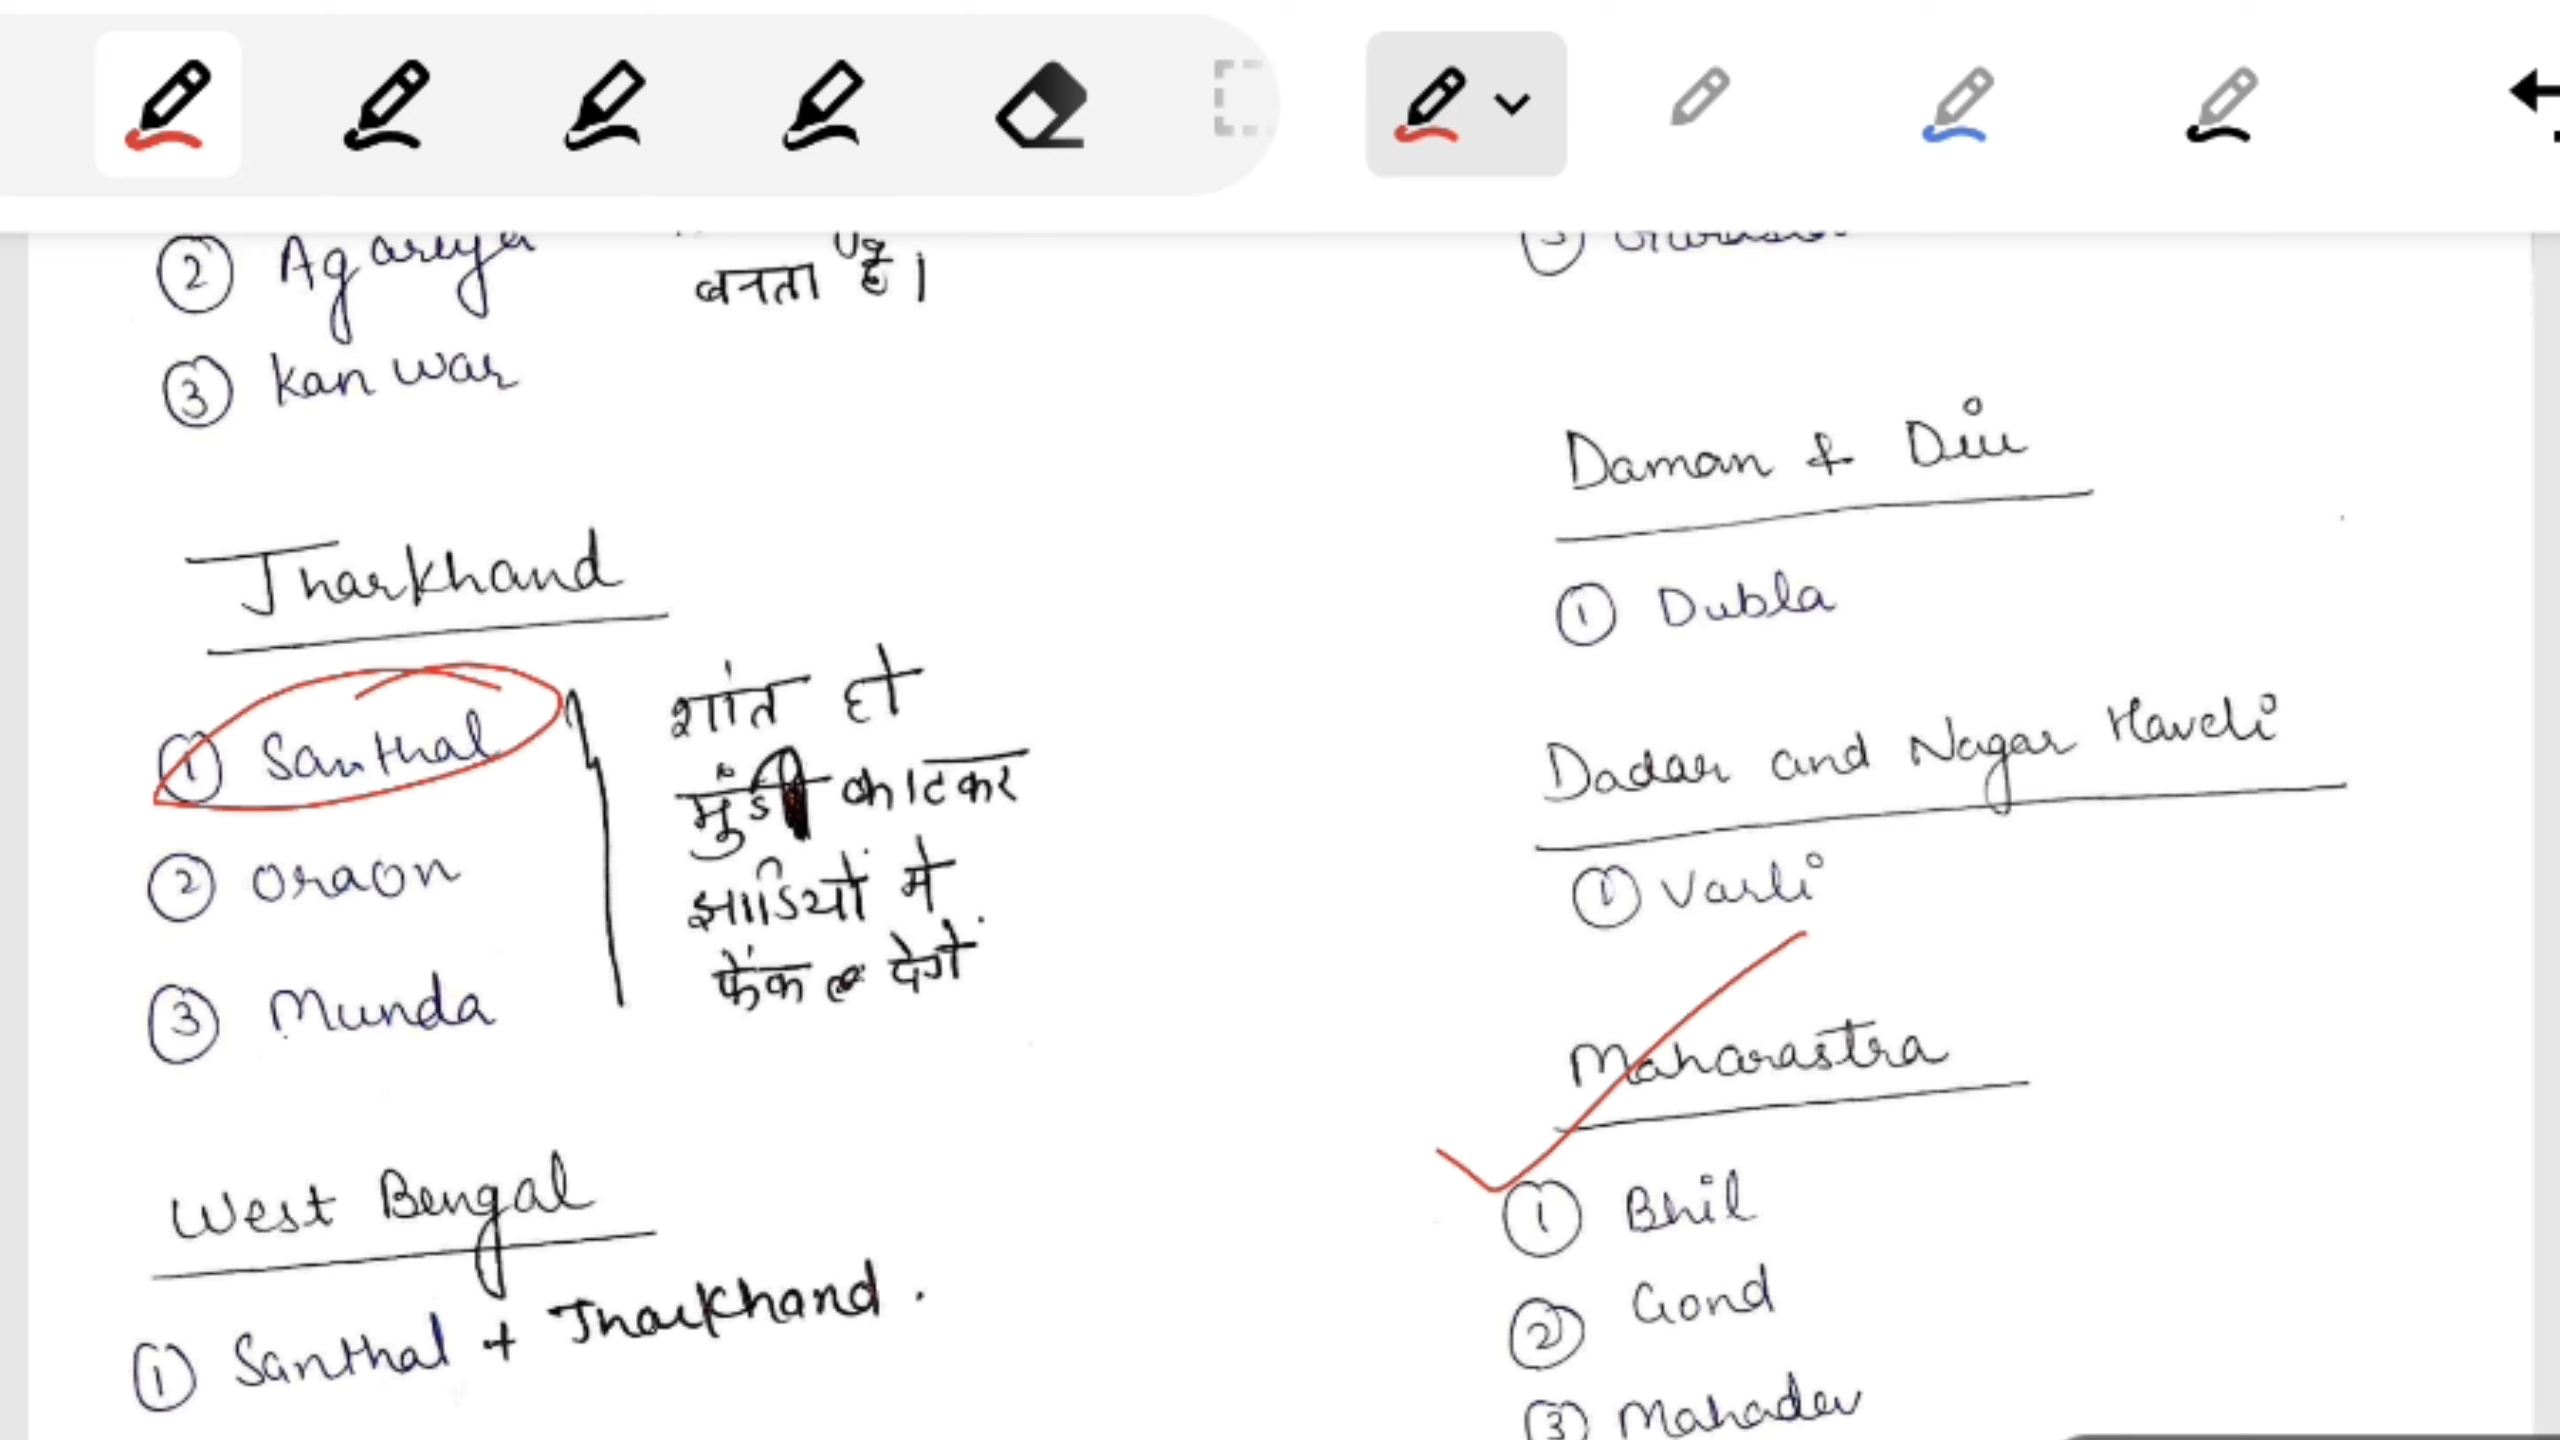 ② Agariya
बनता है।
③ Kanwar
Jharkhand
① Santhal
② Oraon
③ Munda
शांत हो
मुंडी काटकर
झाड़ियों में
फेंक देगें
West Bengal
① Santhal + Jharkhand.
Daman & Diu
① Dubla
Dadar and Nagar Haveli
① Varli
Maharastra
① Bhil
② Gond
③ Mahadev